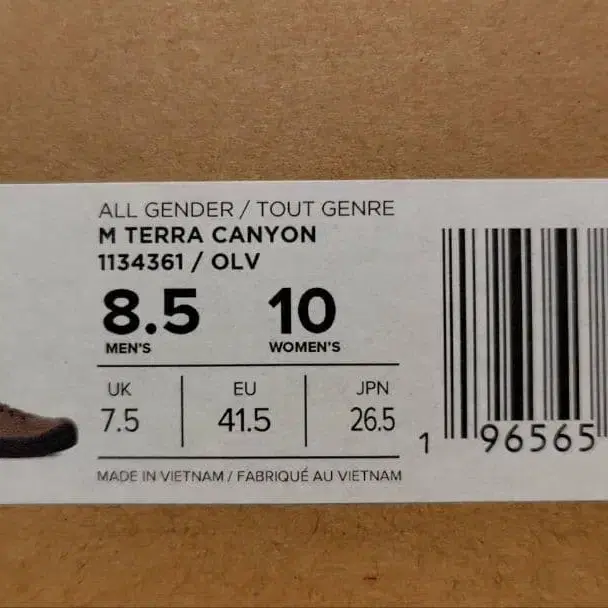 ALL GENDER / TOUT GENRE
M TERRA CANYON
1134361 / OLV
8.5 10
MEN'S WOMEN'S
UK EU JPN
7.5 41.5 26.5
MADE IN VIETNAM / FABRIQUÉ AU VIETNAM
1 96565